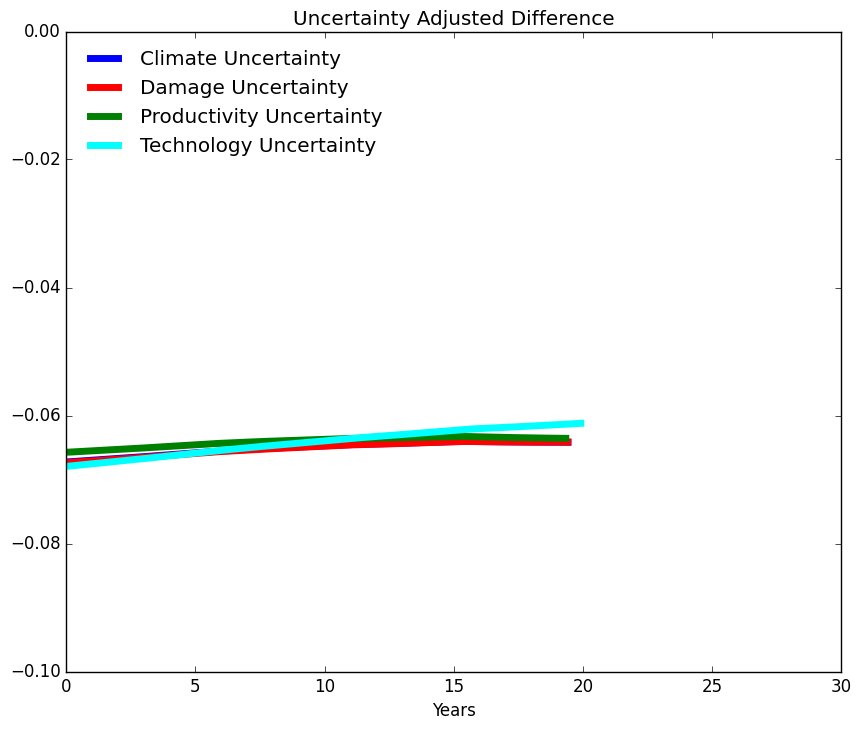 Uncertainty Adjusted Difference
0.00
Climate Uncertainty
Damage Uncertainty
Productivity Uncertainty
Technology Uncertainty
−0.02
−0.04
−0.06
−0.08
−0.10
0 5 10 15 20 25 30
Years